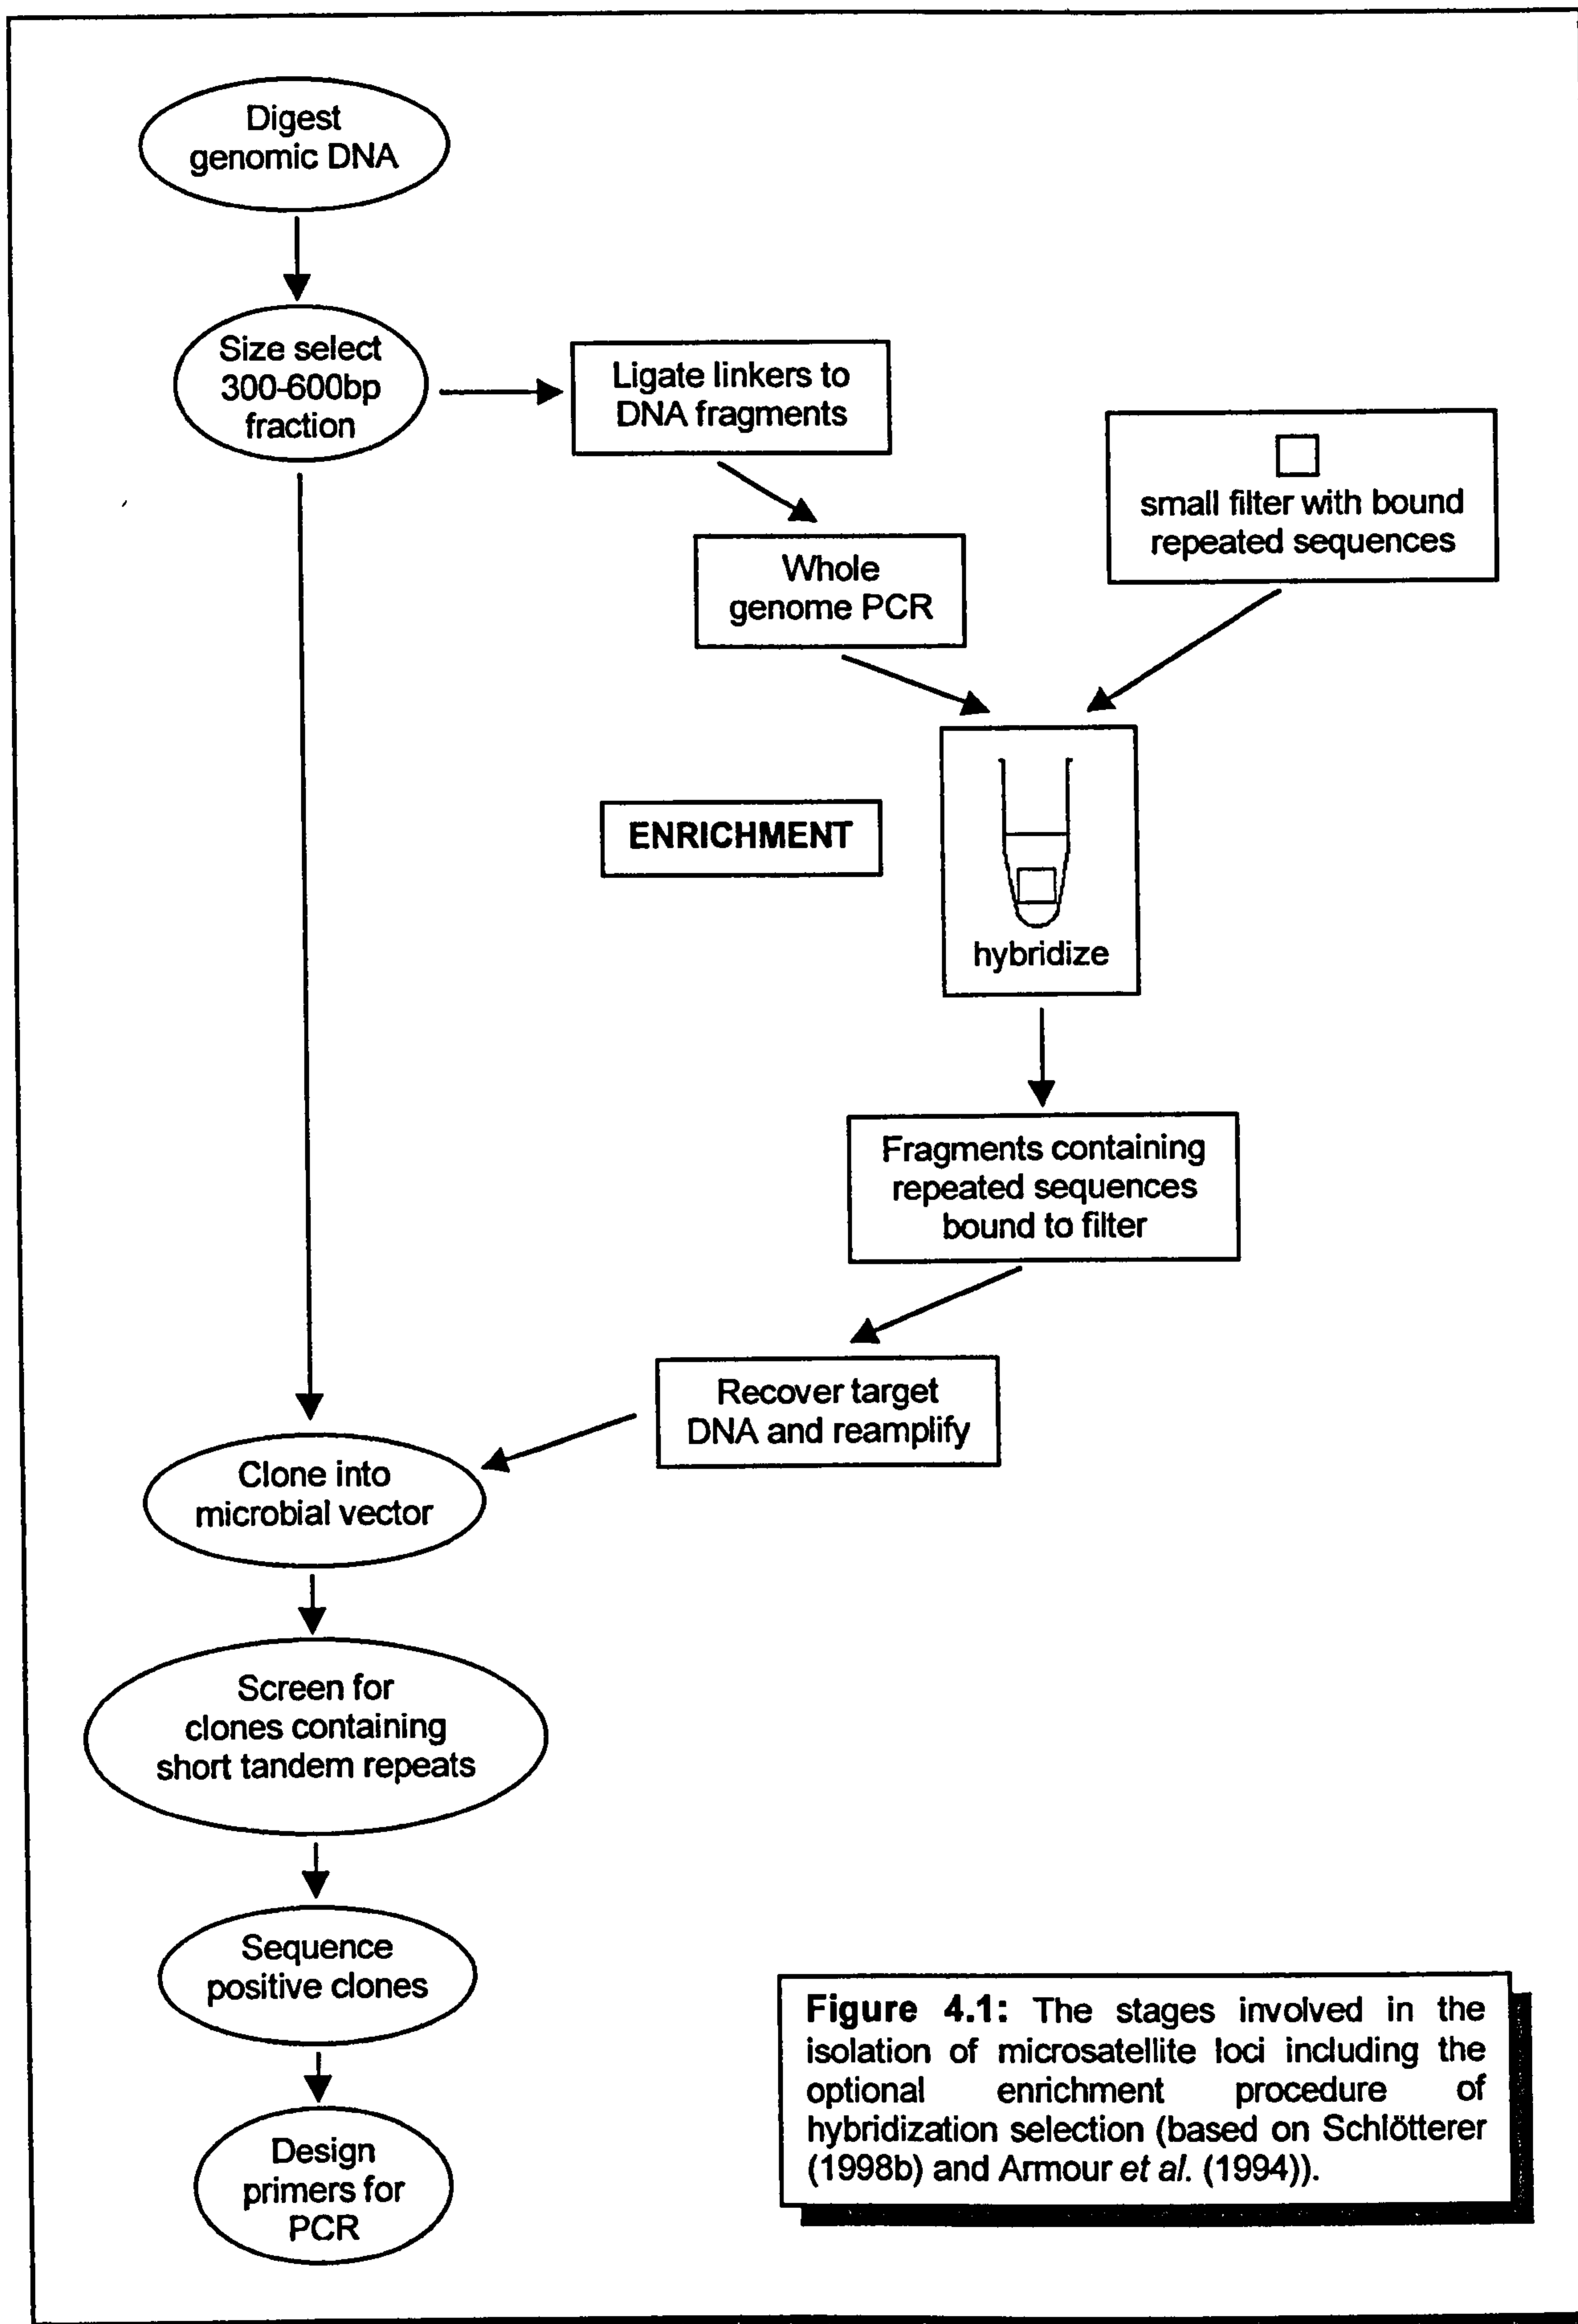 Digest
genomic DNA
Size select
300-600bp
fraction
Ligate linkers to
DNA fragments
small filter with bound
repeated sequences
Whole
genome PCR
ENRICHMENT
hybridize
Fragments containing
repeated sequences
bound to filter
Recover target
DNA and reamplify
Clone into
microbial vector
Screen for
clones containing
short tandem repeats
Sequence
positive clones
Design
primers for
PCR
Figure 4.1: The stages involved in the
isolation of microsatellite loci including the
optional enrichment procedure of
hybridization selection (based on Schlötterer
(1998b) and Armour et al. (1994)).